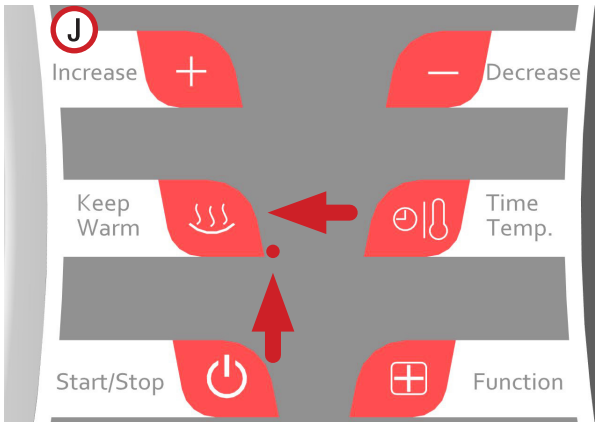 J
Increase
Decrease
Keep
Warm
Time
Temp.
Start/Stop
Function